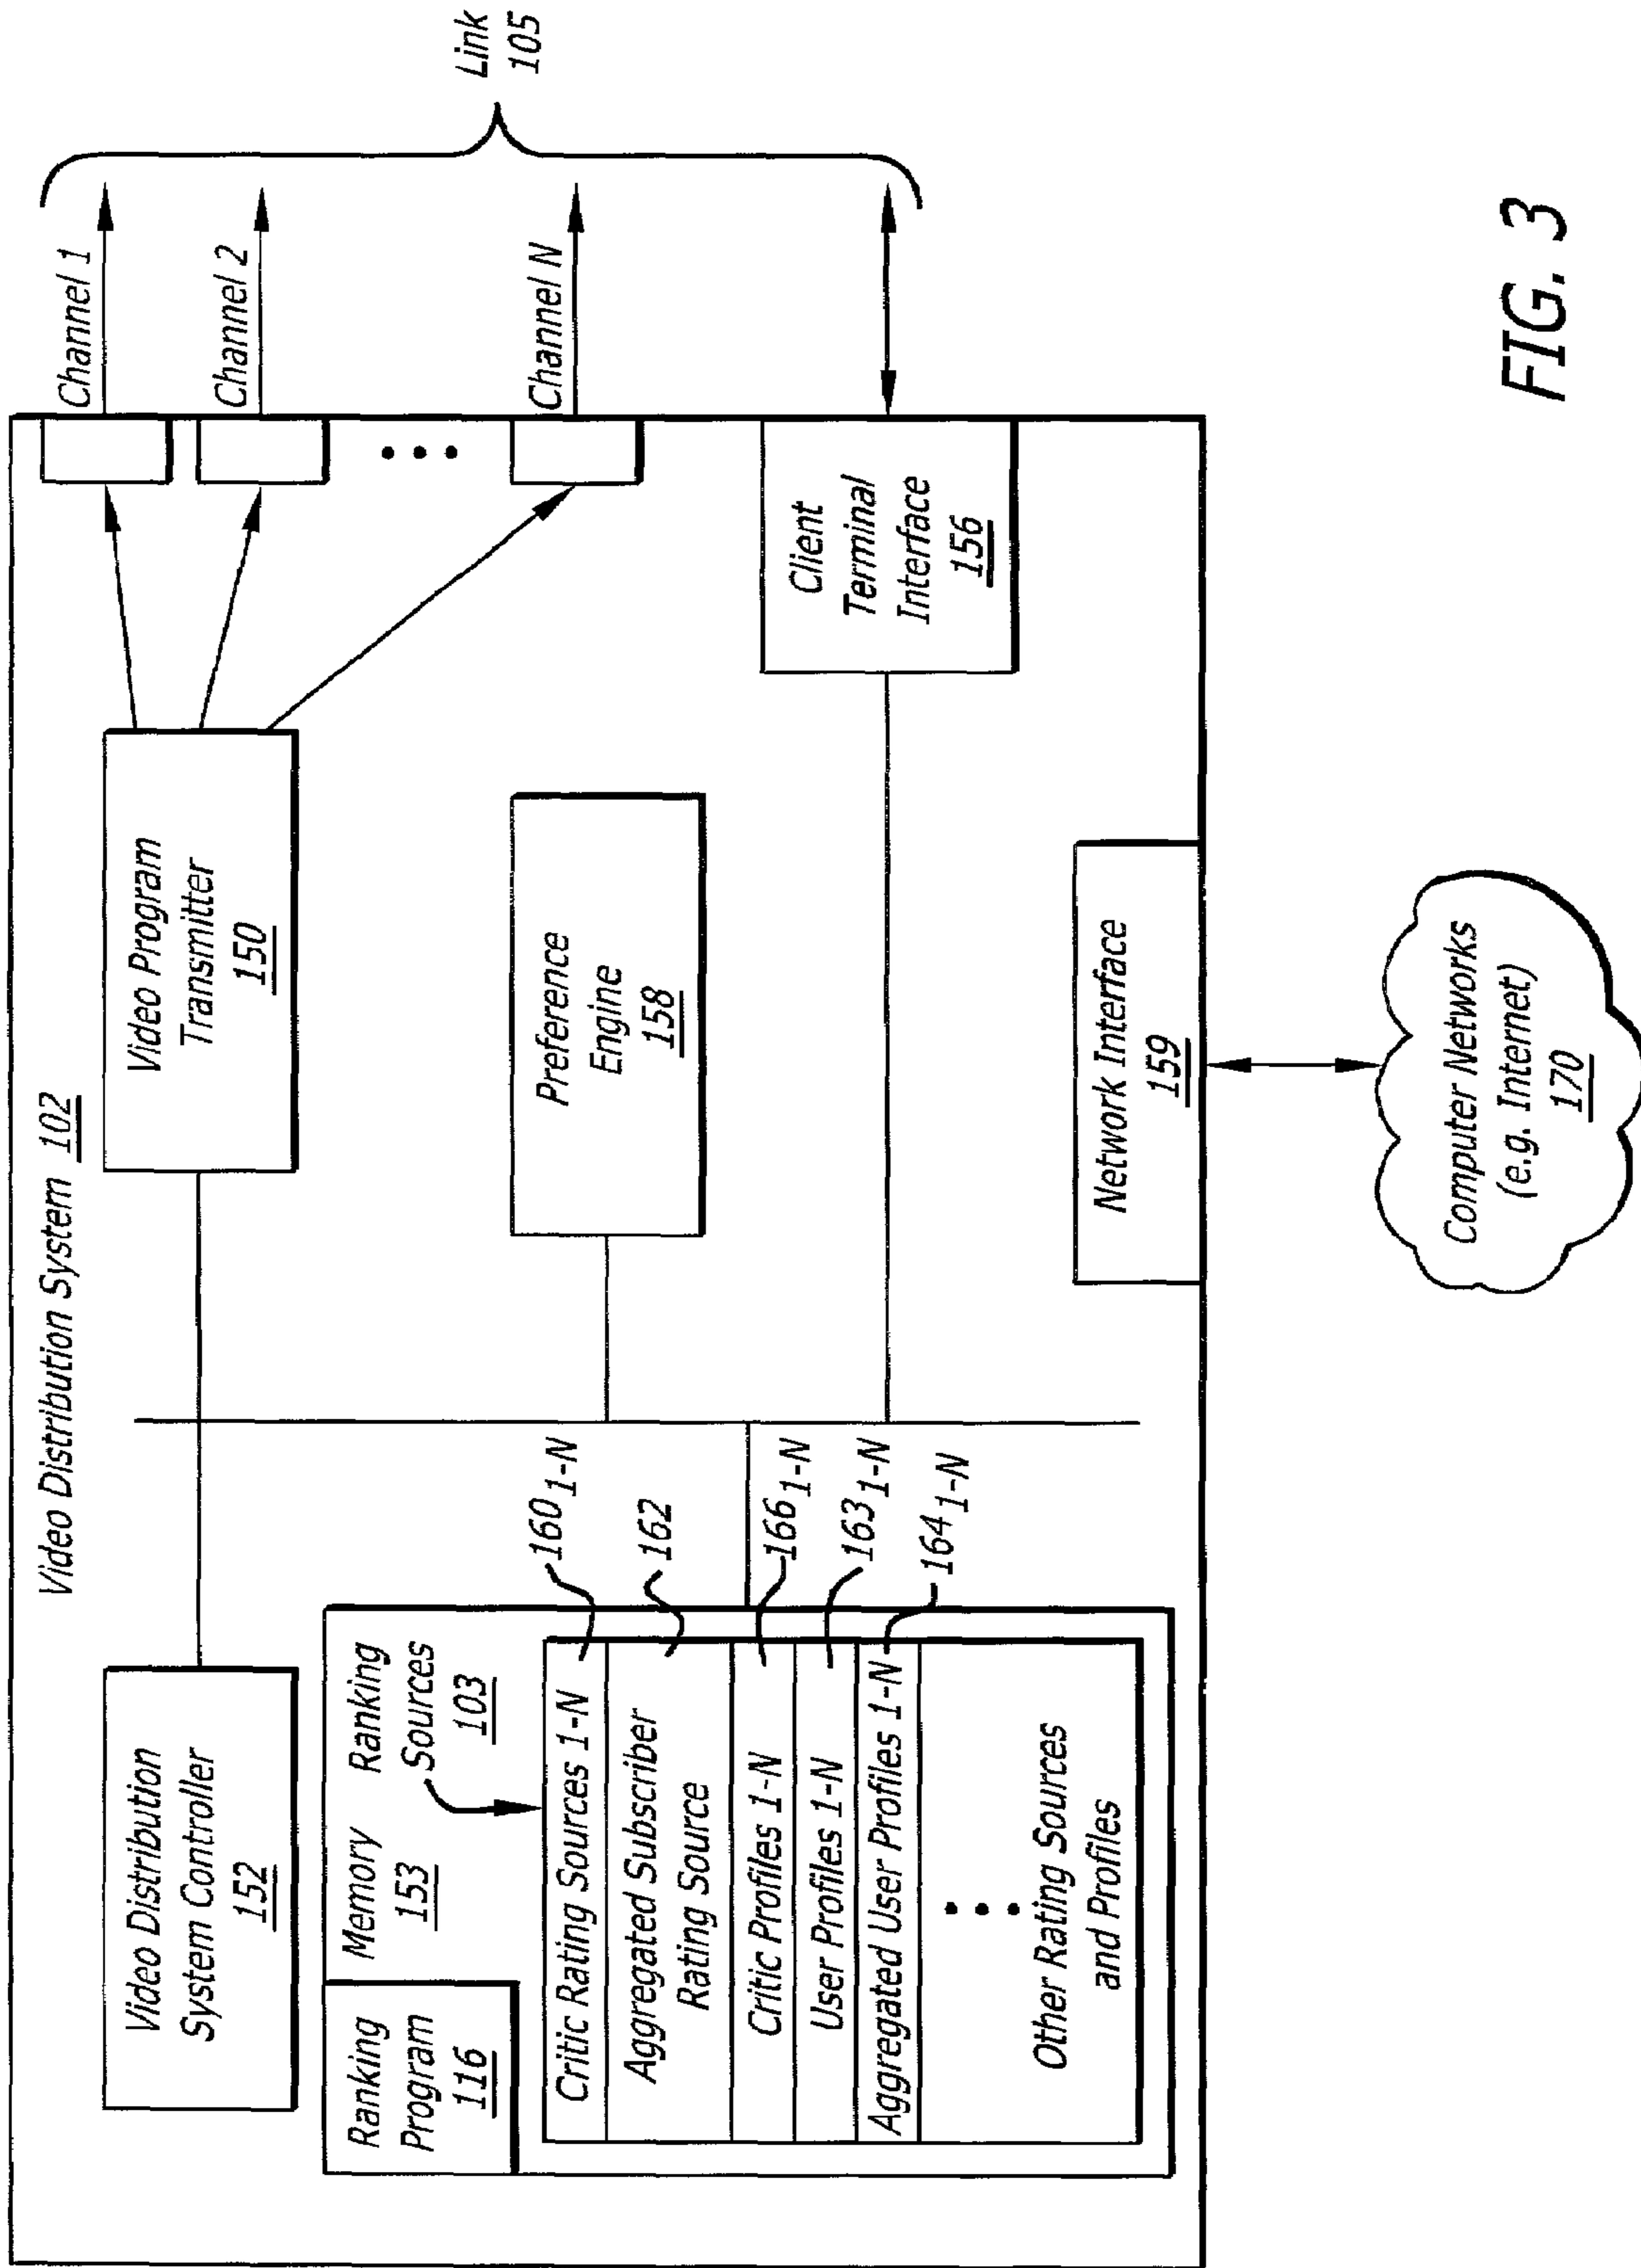 Video Distribution System 102
Video Distribution
System Controller
152
Video Program
Transmitter
150
Channel 1
Channel 2
Channel N
Link
105
Ranking
Program
116
Memory
153
Ranking
Sources
103
Critic Rating Sources 1-N
Aggregated Subscriber
Rating Source
Critic Profiles 1-N
User Profiles 1-N
Aggregated User Profiles 1-N
Other Rating Sources
and Profiles
160 1-N
162
166 1-N
163 1-N
164 1-N
Preference
Engine
158
Client
Terminal
Interface
156
Network Interface
159
Computer Networks
(e.g. Internet)
170
FIG. 3